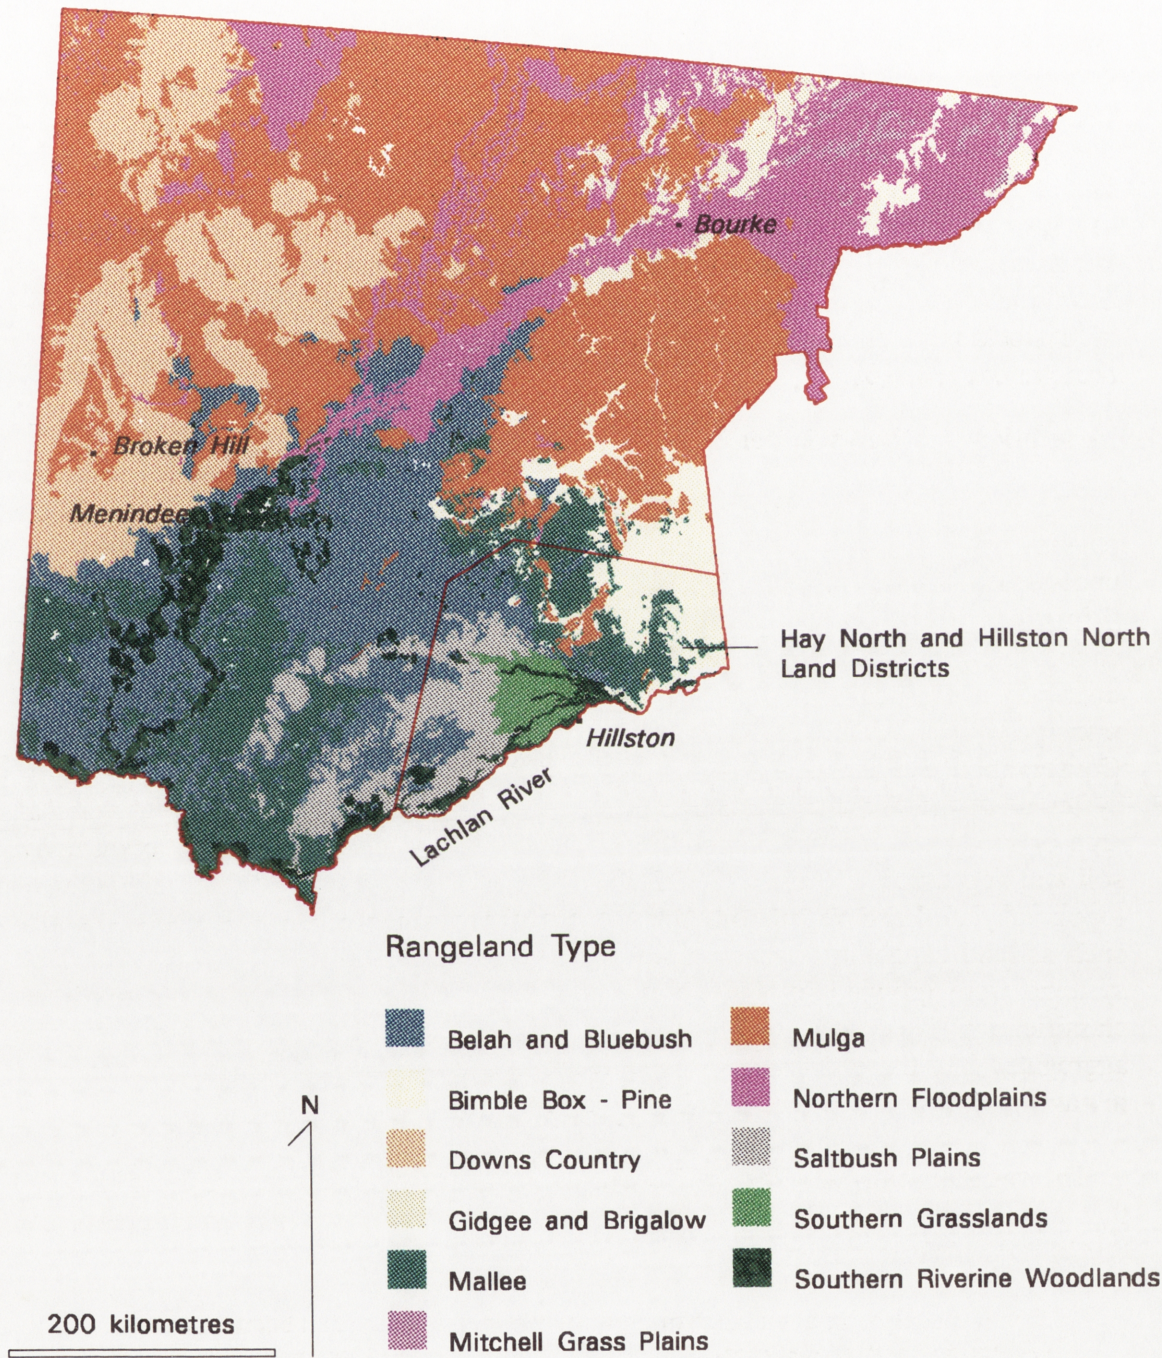 Bourke
Broken Hill
Menindee
Hay North and Hillston North
Land Districts
Hillston
Lachlan River
Rangeland Type
Belah and Bluebush
Bimble Box - Pine
Downs Country
Gidgee and Brigalow
Mallee
Mitchell Grass Plains
Mulga
Northern Floodplains
Saltbush Plains
Southern Grasslands
Southern Riverine Woodlands
N
200 kilometres